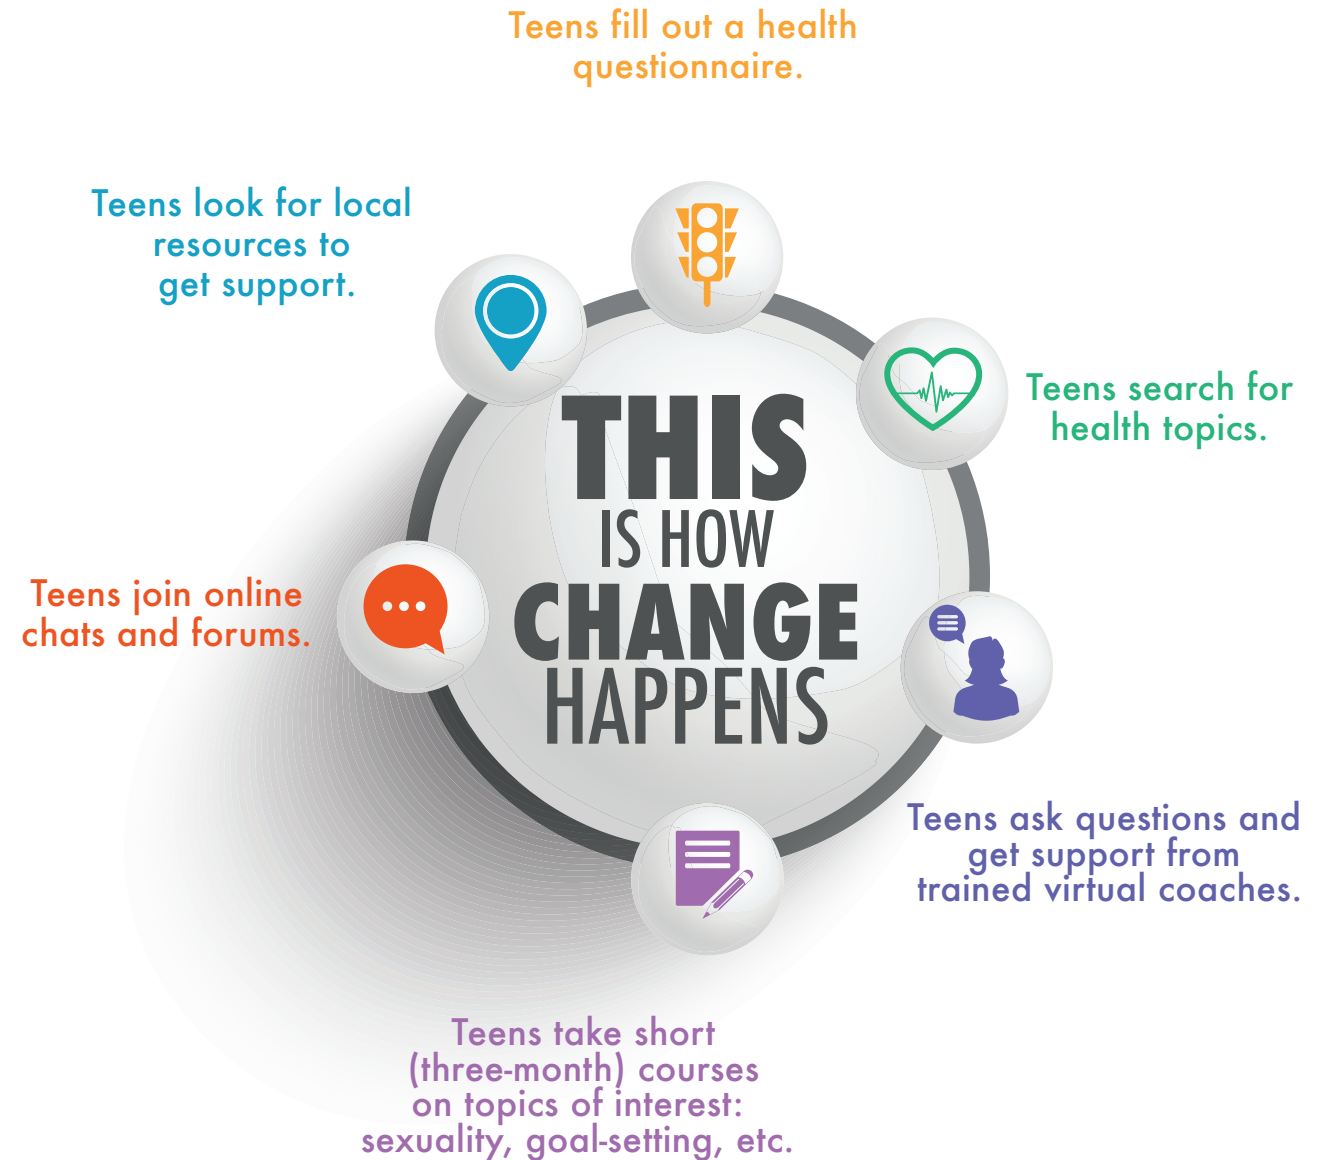 Teens fill out a health
questionnaire.
Teens look for local
resources to
get support.
Teens search for
health topics.
THIS
IS HOW
CHANGE
HAPPENS
Teens join online
chats and forums.
Teens ask questions and
get support from
trained virtual coaches.
Teens take short
(three-month) courses
on topics of interest:
sexuality, goal-setting, etc.